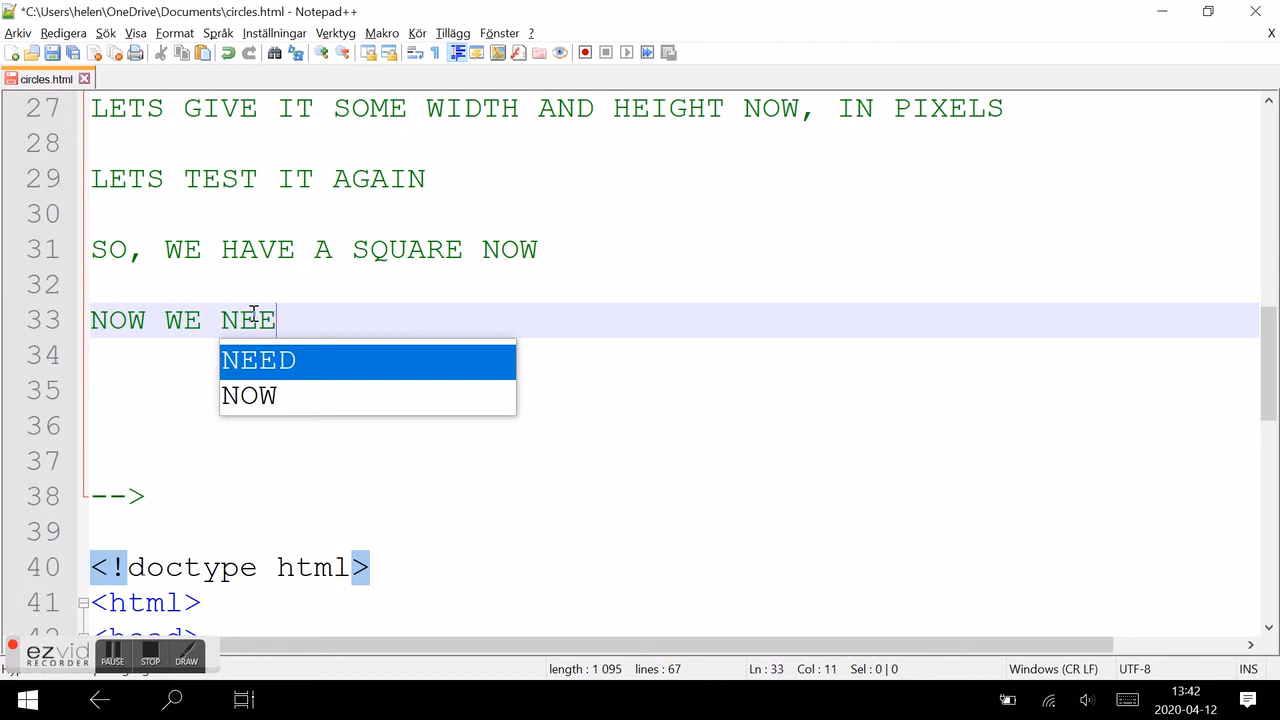 *C:\Users\helen\OneDrive\Documents\circles.html - Notepad++
Arkiv Redigera Sök Visa Format Språk Inställningar Verktyg Makro Kör Tillägg Fönster ? X
circles.html
27 LETS GIVE IT SOME WIDTH AND HEIGHT NOW, IN PIXELS
28
29 LETS TEST IT AGAIN
30
31 SO, WE HAVE A SQUARE NOW
32
33 NOW WE NEE
34 NEED
35 NOW
36
37
38 -->
39
40 <!doctype html>
41 <html>
42 <head>
ezvid RECORDER PAUSE STOP DRAW
length : 1 095 lines : 67 Ln : 33 Col : 11 Sel : 0 | 0 Windows (CR LF) UTF-8 INS
13:42
2020-04-12